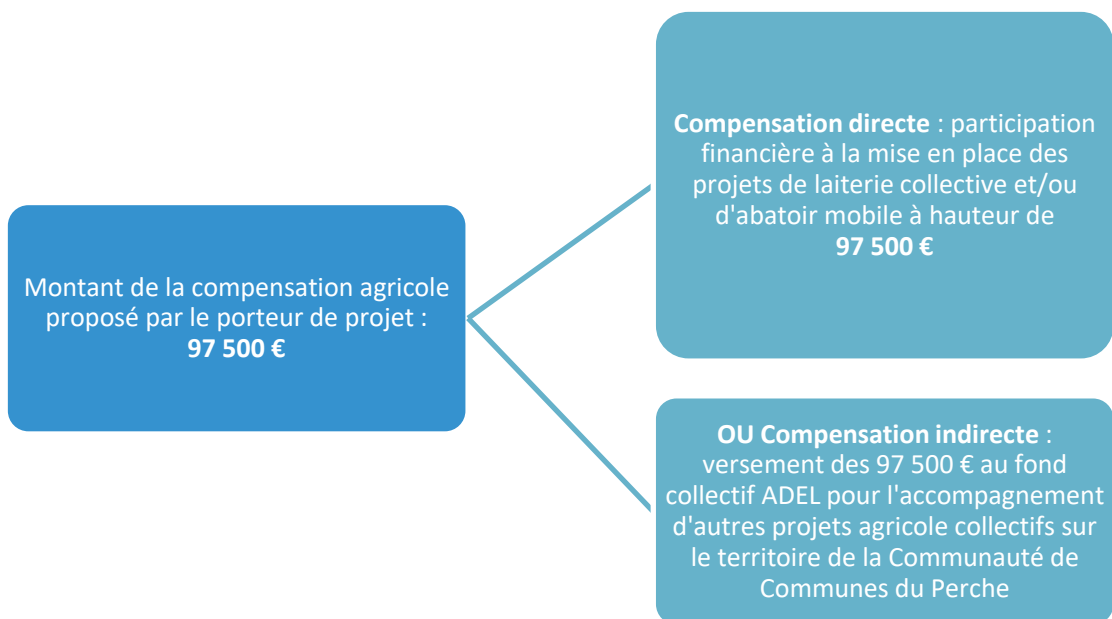 Montant de la compensation agricole
proposé par le porteur de projet :
97 500 €
Compensation directe : participation
financière à la mise en place des
projets de laiterie collective et/ou
d'abatoir mobile à hauteur de
97 500 €
OU Compensation indirecte :
versement des 97 500 € au fond
collectif ADEL pour l'accompagnement
d'autres projets agricole collectifs sur
le territoire de la Communauté de
Communes du Perche